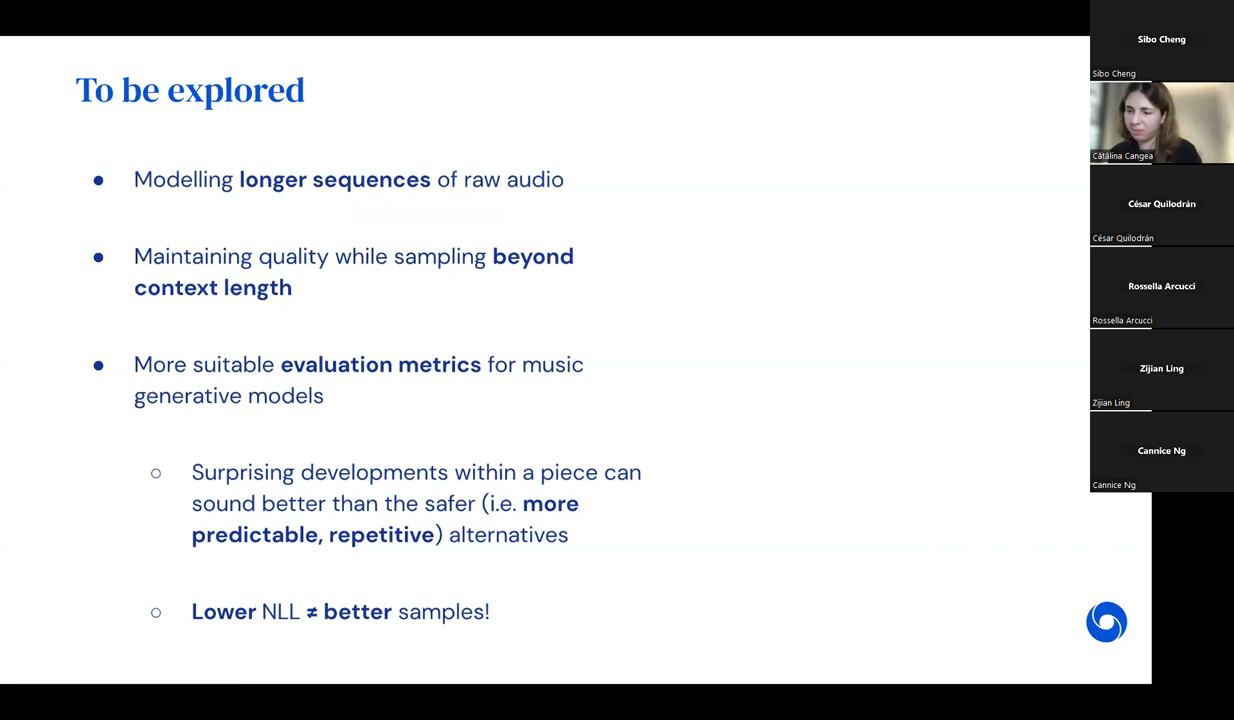 To be explored
● Modelling longer sequences of raw audio
● Maintaining quality while sampling beyond
context length
● More suitable evaluation metrics for music
generative models
○ Surprising developments within a piece can
sound better than the safer (i.e. more
predictable, repetitive) alternatives
○ Lower NLL ≠ better samples!
Sibo Cheng
Sibo Cheng
Cătălina Cangea
César Quilodrán
César Quilodrán
Rossella Arcucci
Rossella Arcucci
Zijian Ling
Zijian Ling
Cannice Ng
Cannice Ng